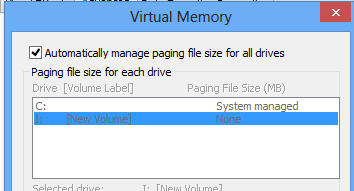 Virtual Memory
Automatically manage paging file size for all drives
Paging file size for each drive
Drive [Volume Label] Paging File Size (MB)
C: System managed
I: [New Volume] None
Selected drive: I: [New Volume]